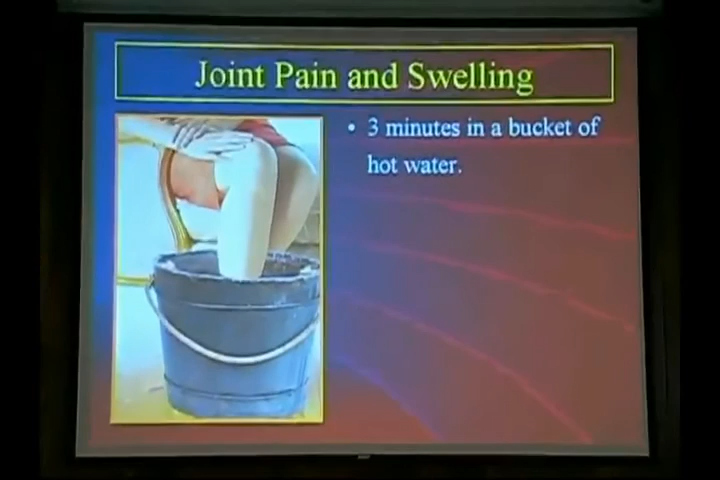 Joint Pain and Swelling
• 3 minutes in a bucket of
hot water.